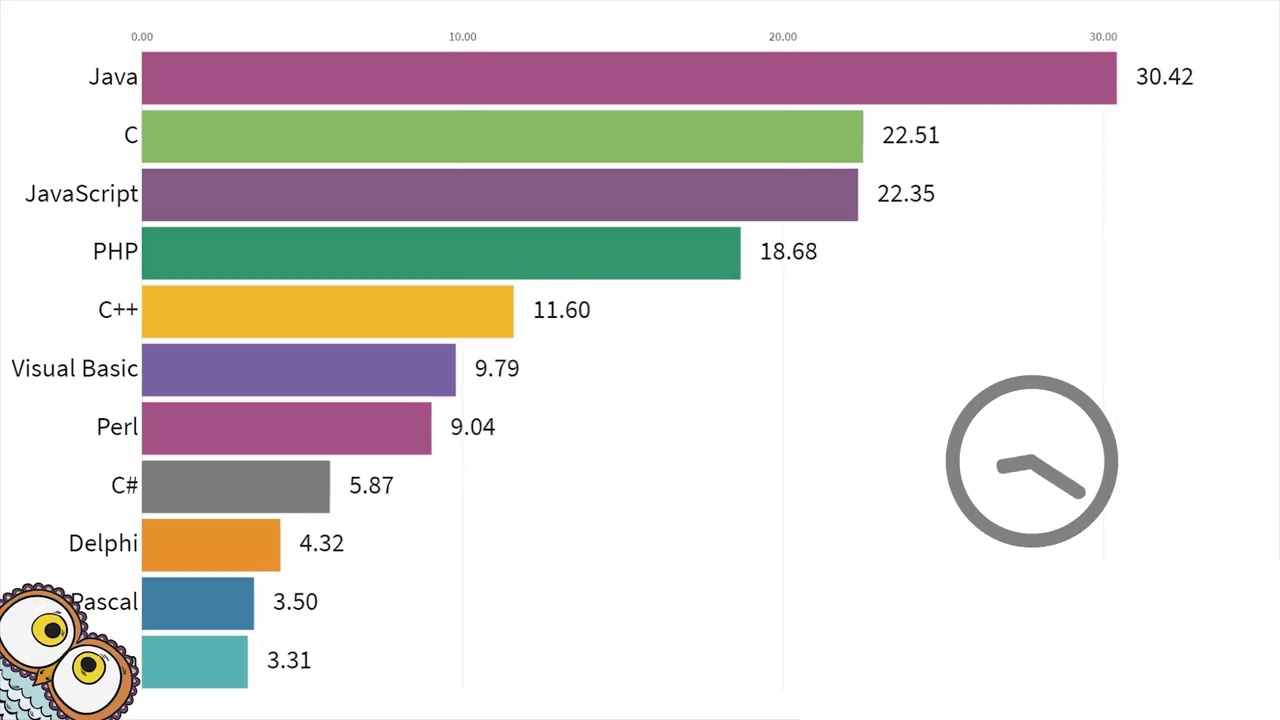 0.00 10.00 20.00 30.00
Java 30.42
C 22.51
JavaScript 22.35
PHP 18.68
C++ 11.60
Visual Basic 9.79
Perl 9.04
C# 5.87
Delphi 4.32
Pascal 3.50
3.31